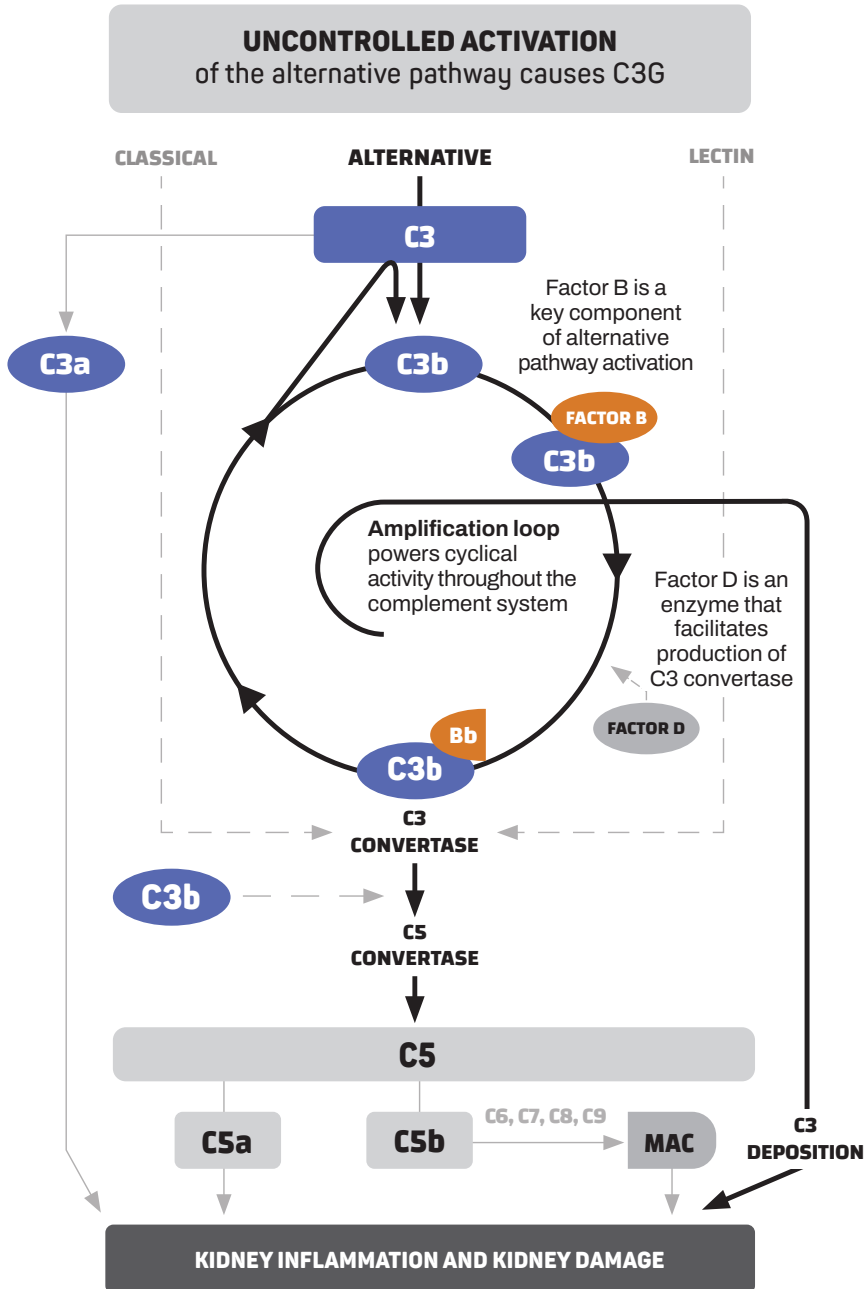 UNCONTROLLED ACTIVATION
of the alternative pathway causes C3G
CLASSICAL
ALTERNATIVE
LECTIN
C3
Factor B is a
key component
of alternative
pathway activation
C3a
C3b
FACTOR B
C3b
Amplification loop
powers cyclical
activity throughout the
complement system
Factor D is an
enzyme that
facilitates
production of
C3 convertase
FACTOR D
Bb
C3b
C3
CONVERTASE
C3b
C5
CONVERTASE
C5
C5a
C5b
C6, C7, C8, C9
MAC
C3
DEPOSITION
KIDNEY INFLAMMATION AND KIDNEY DAMAGE